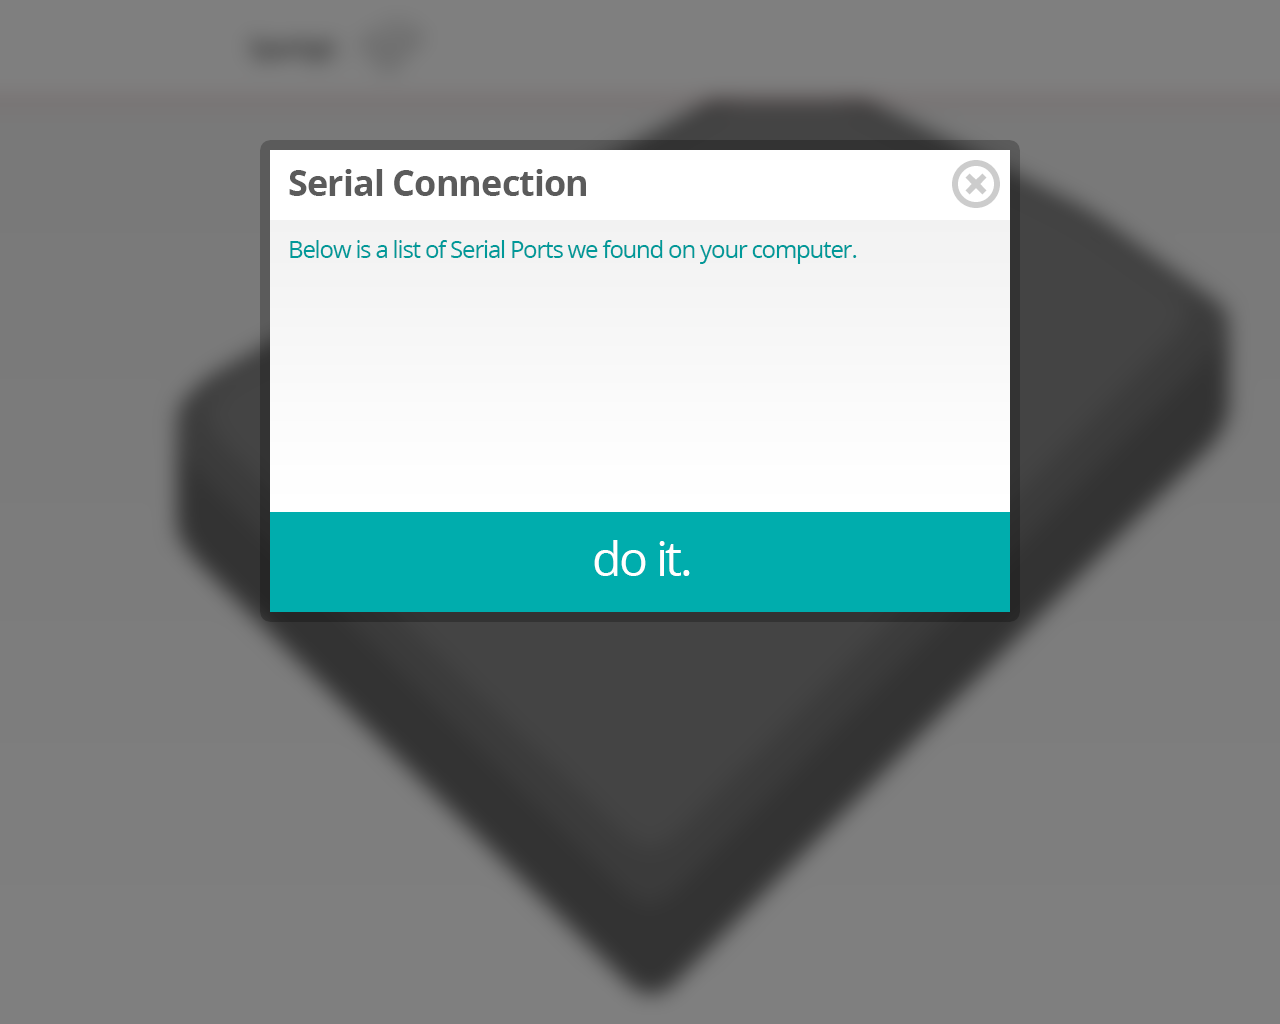 Serial Connection
Below is a list of Serial Ports we found on your computer.
do it.